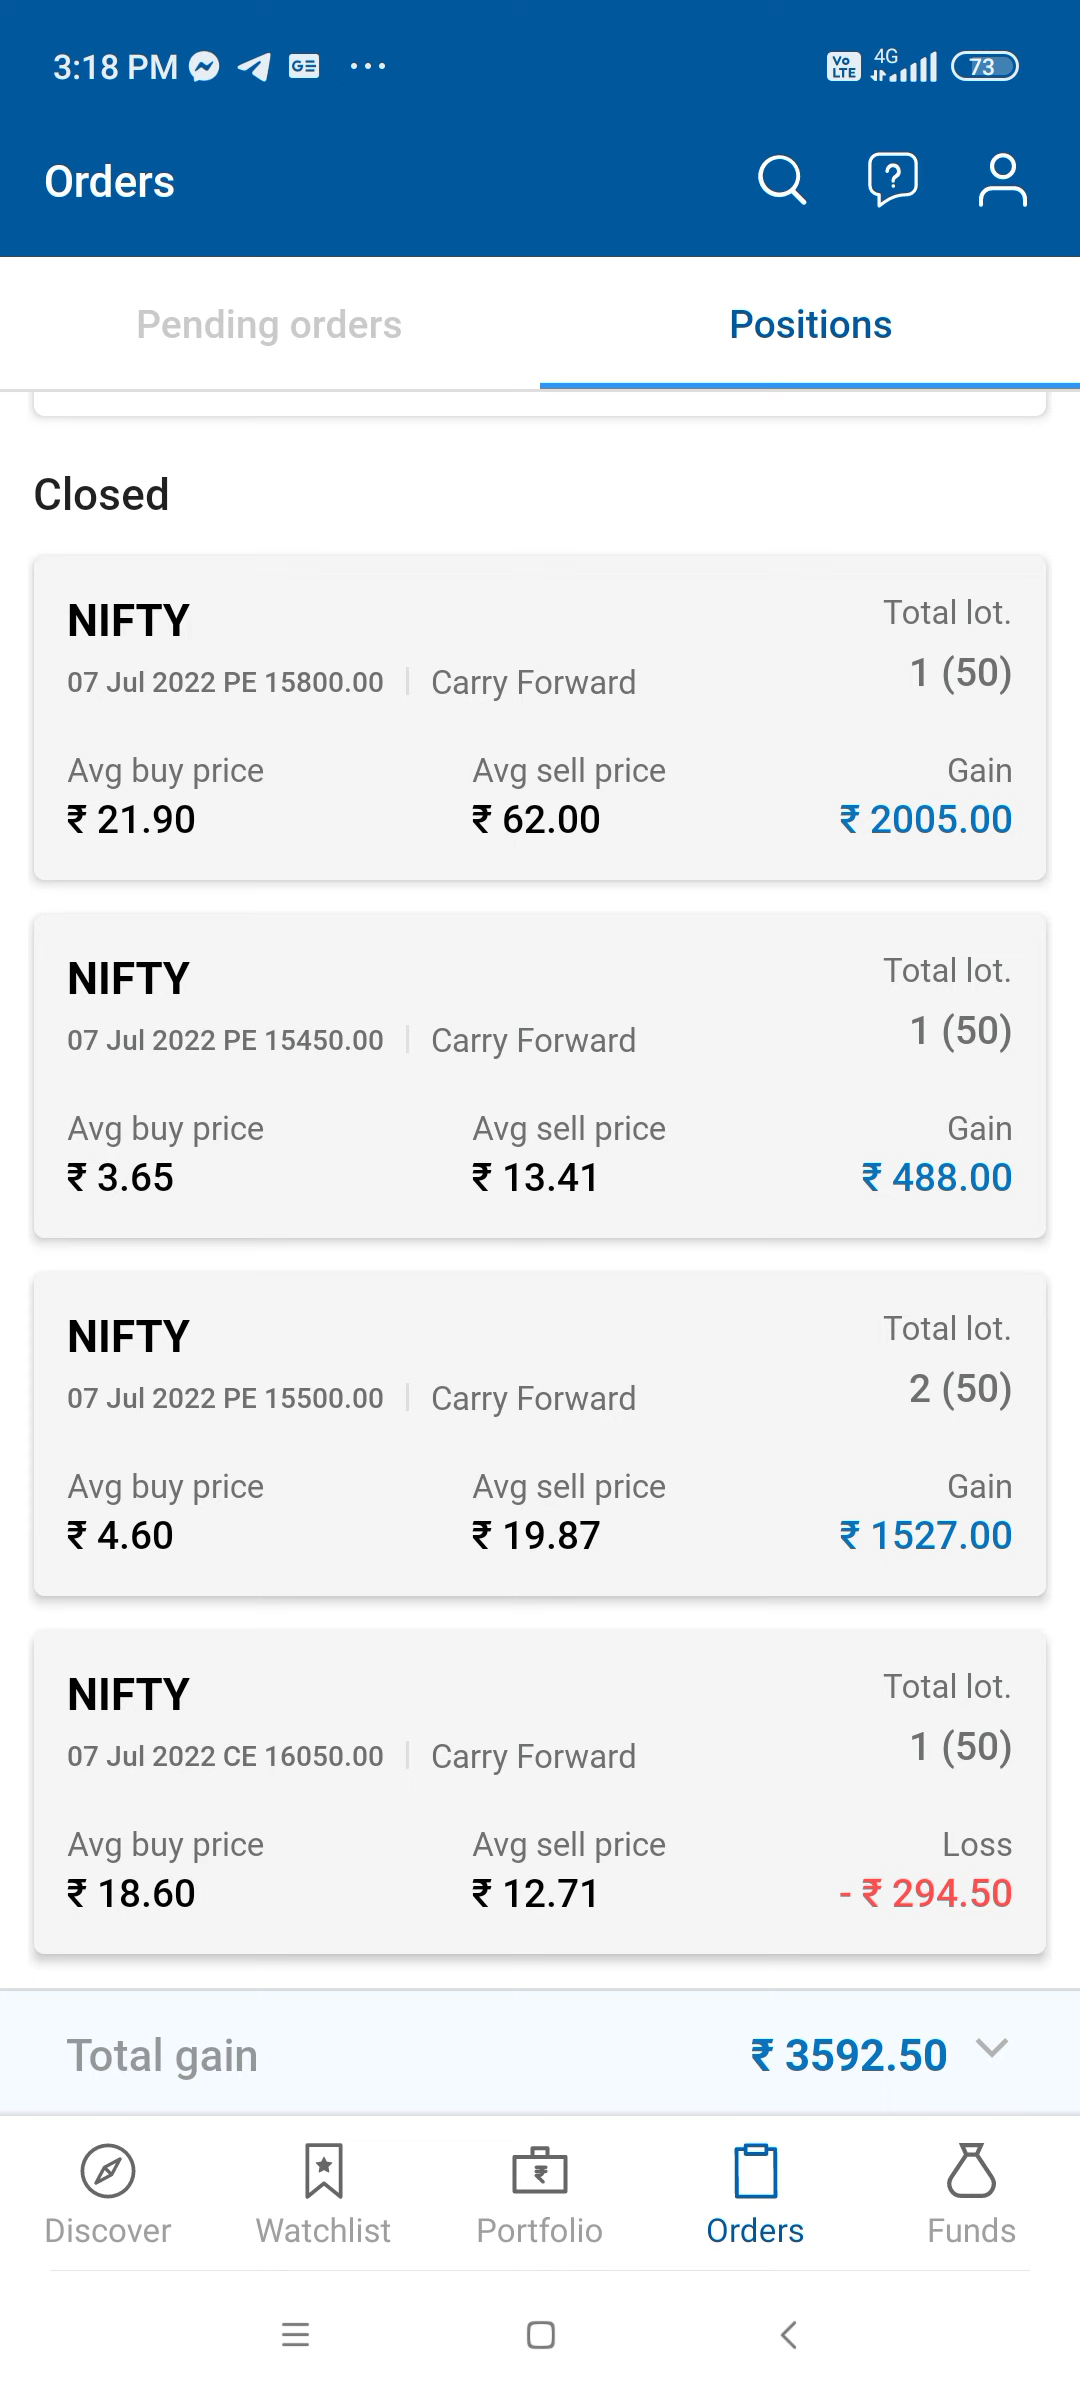 3:18 PM
Vo LTE 4G 73
Orders
Pending orders
Positions
Closed
NIFTY
Total lot.
07 Jul 2022 PE 15800.00 Carry Forward
1 (50)
Avg buy price Avg sell price Gain
₹ 21.90 ₹ 62.00 ₹ 2005.00
NIFTY
Total lot.
07 Jul 2022 PE 15450.00 Carry Forward
1 (50)
Avg buy price Avg sell price Gain
₹ 3.65 ₹ 13.41 ₹ 488.00
NIFTY
Total lot.
07 Jul 2022 PE 15500.00 Carry Forward
2 (50)
Avg buy price Avg sell price Gain
₹ 4.60 ₹ 19.87 ₹ 1527.00
NIFTY
Total lot.
07 Jul 2022 CE 16050.00 Carry Forward
1 (50)
Avg buy price Avg sell price Loss
₹ 18.60 ₹ 12.71 - ₹ 294.50
Total gain ₹ 3592.50
Discover Watchlist Portfolio Orders Funds